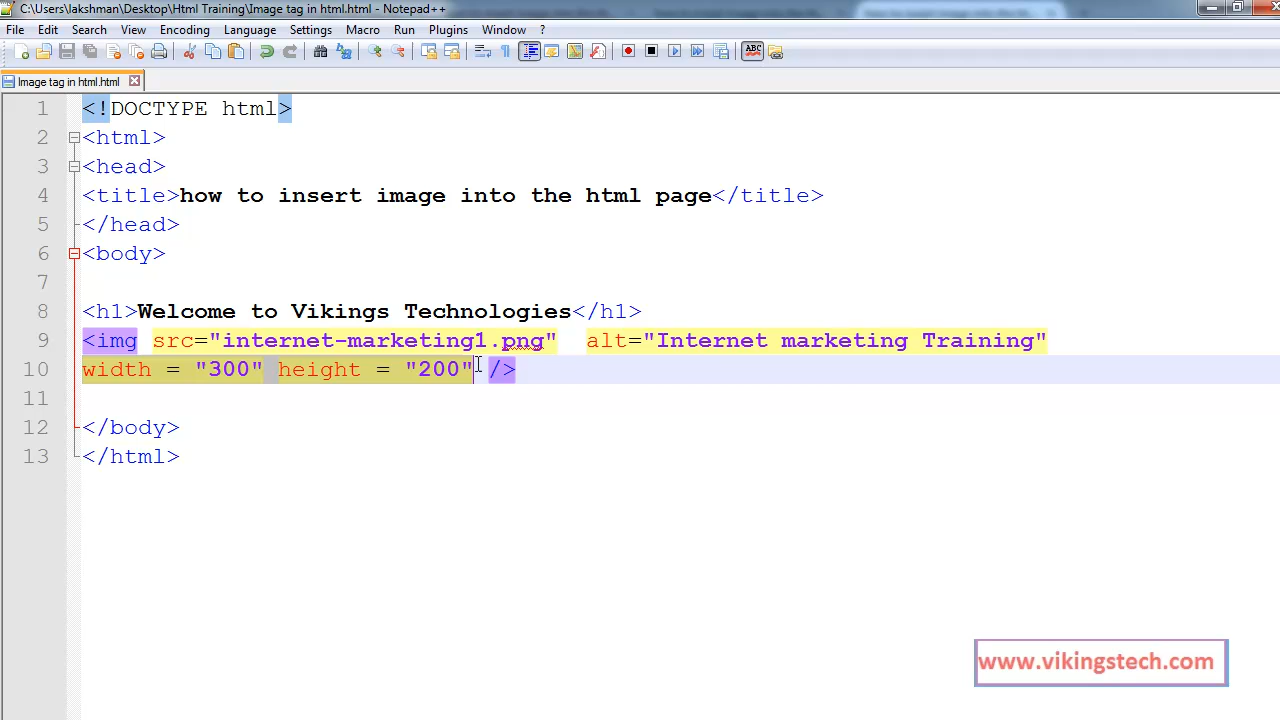 C:\Users\lakshman\Desktop\Html Training\Image tag in html.html - Notepad++
File Edit Search View Encoding Language Settings Macro Run Plugins Window ?
ABC
Image tag in html.html
1 <!DOCTYPE html>
2 <html>
3 <head>
4 <title>how to insert image into the html page</title>
5 </head>
6 <body>
7
8 <h1>Welcome to Vikings Technologies</h1>
9 <img src="internet-marketing1.png" alt="Internet marketing Training"
10 width = "300" height = "200" />
11
12 </body>
13 </html>
www.vikingstech.com